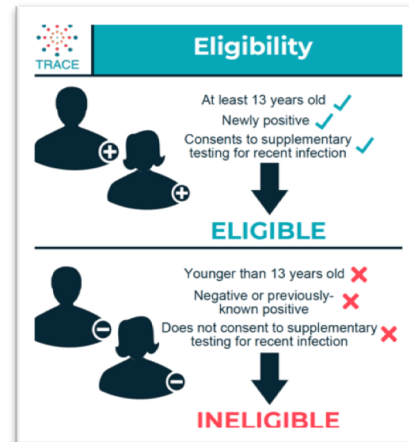 TRACE
Eligibility
At least 13 years old
Newly positive
Consents to supplementary
testing for recent infection
ELIGIBLE
Younger than 13 years old
Negative or previously-
known positive
Does not consent to supplementary
testing for recent infection
INELIGIBLE